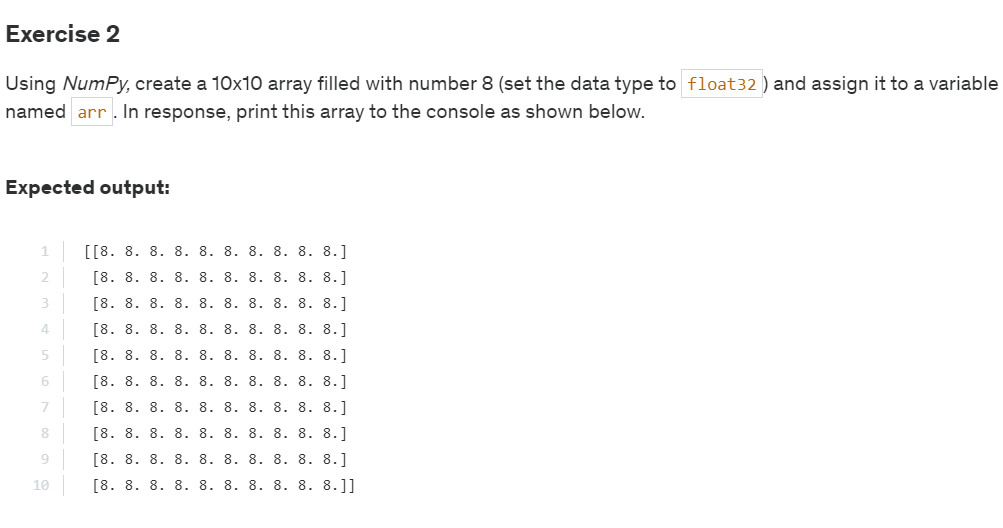 Exercise 2
Using NumPy, create a 10x10 array filled with number 8 (set the data type to float32) and assign it to a variable
named arr. In response, print this array to the console as shown below.
Expected output:
1 [[8. 8. 8. 8. 8. 8. 8. 8. 8. 8.]
2 [8. 8. 8. 8. 8. 8. 8. 8. 8. 8.]
3 [8. 8. 8. 8. 8. 8. 8. 8. 8. 8.]
4 [8. 8. 8. 8. 8. 8. 8. 8. 8. 8.]
5 [8. 8. 8. 8. 8. 8. 8. 8. 8. 8.]
6 [8. 8. 8. 8. 8. 8. 8. 8. 8. 8.]
7 [8. 8. 8. 8. 8. 8. 8. 8. 8. 8.]
8 [8. 8. 8. 8. 8. 8. 8. 8. 8. 8.]
9 [8. 8. 8. 8. 8. 8. 8. 8. 8. 8.]
10 [8. 8. 8. 8. 8. 8. 8. 8. 8. 8.]]